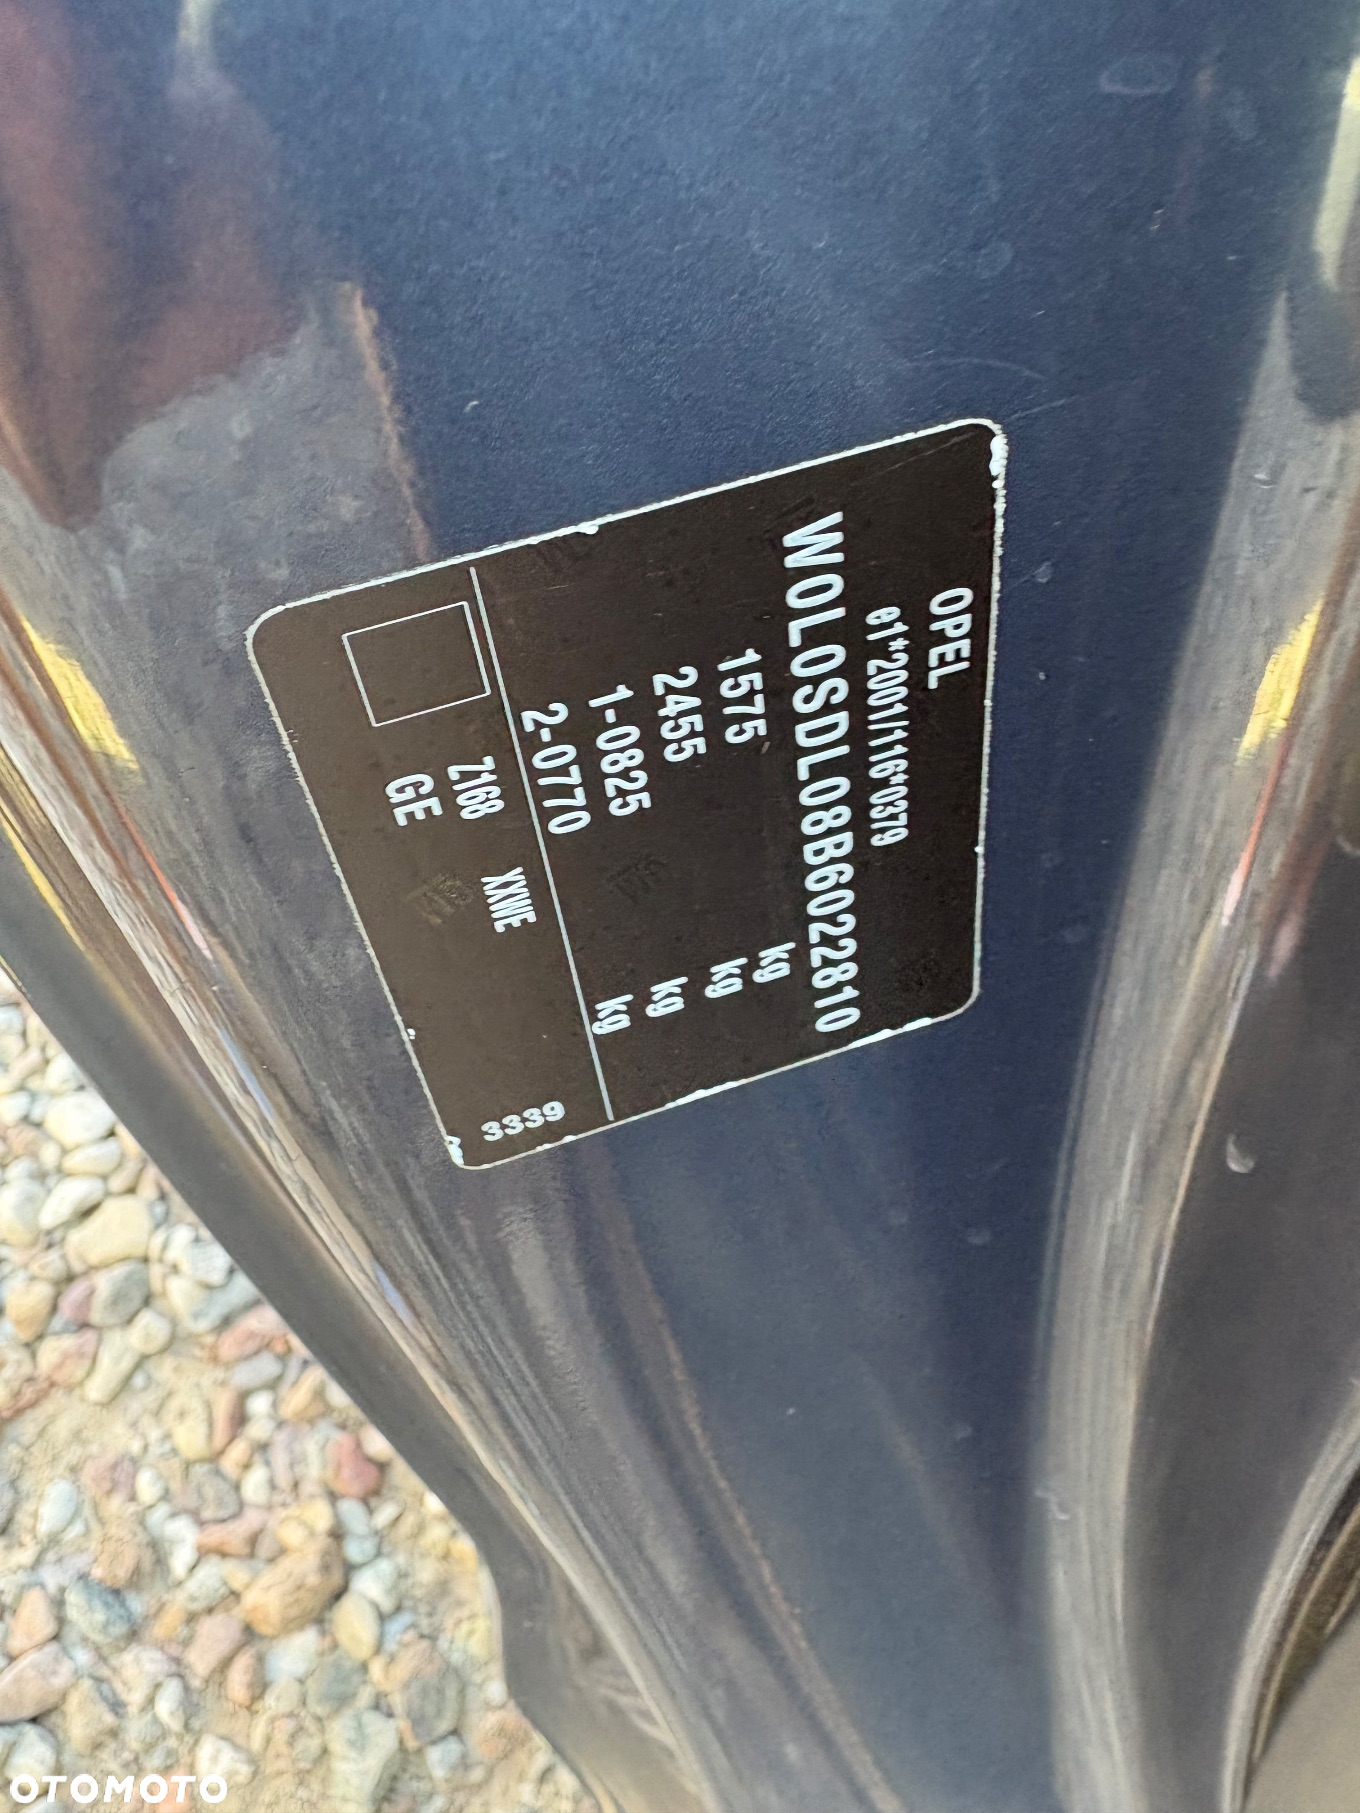 OPEL
e1*2001/116*0379
W0L0SDL08B6022810
1575 kg
2455 kg
1-0825 kg
2-0770 kg
Z168 XXWE
GE
3339
OTOMOTO